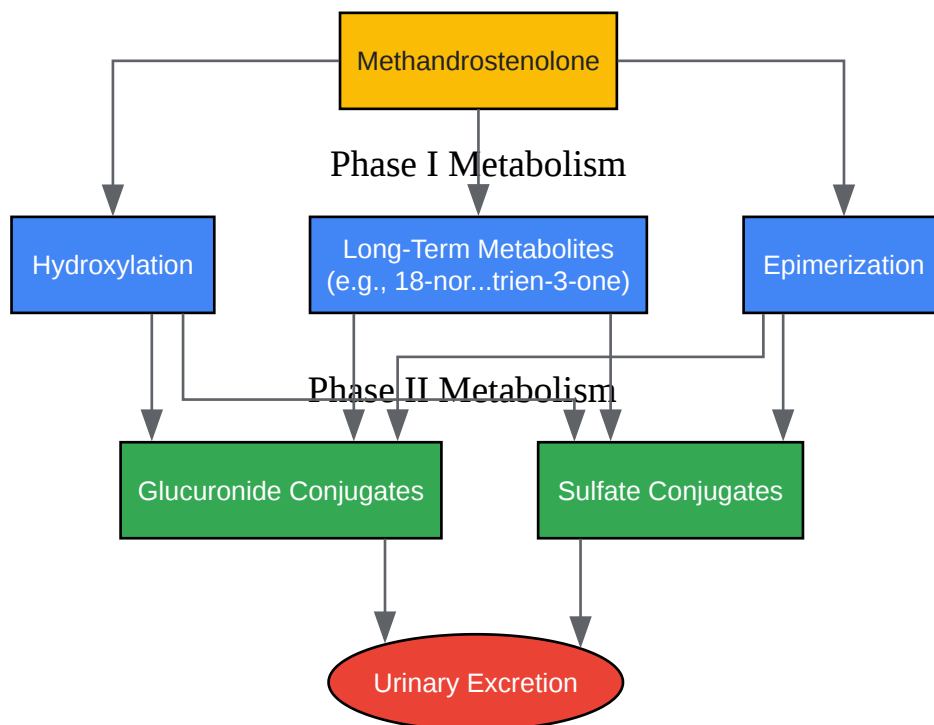 Methandrostenolone
Phase I Metabolism
Hydroxylation
Long-Term Metabolites
(e.g., 18-nor...trien-3-one)
Epimerization
Phase II Metabolism
Glucuronide Conjugates
Sulfate Conjugates
Urinary Excretion